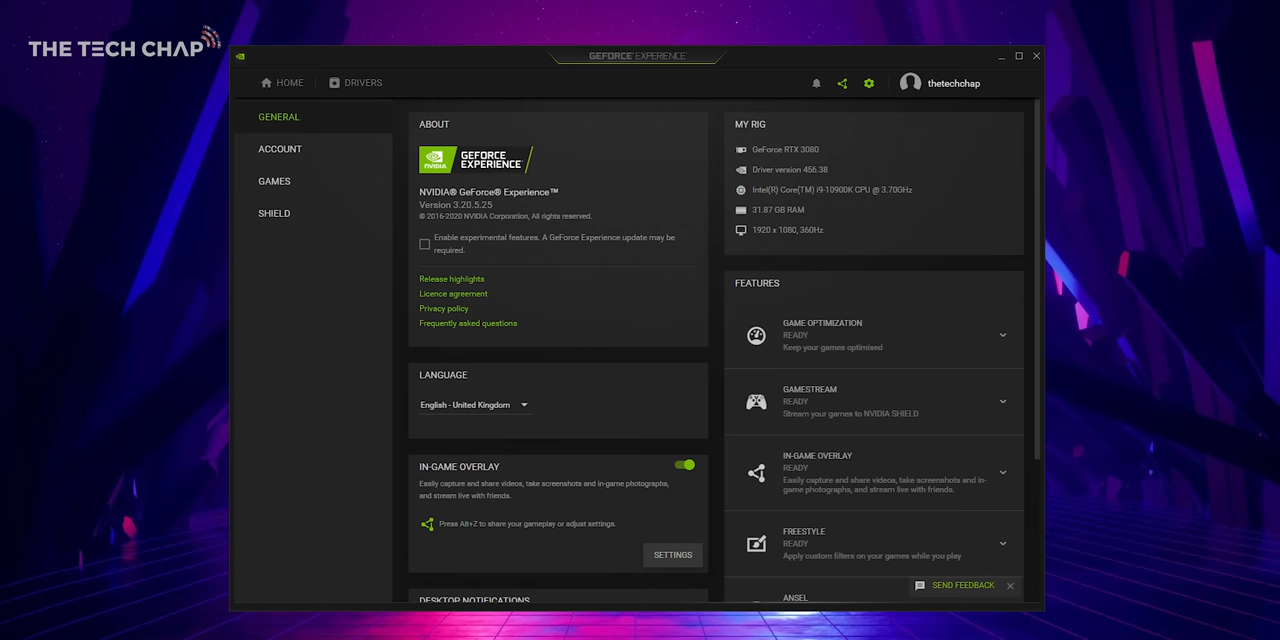 THE TECH CHAP
GEFORCE EXPERIENCE
HOME
DRIVERS
thetechchap
GENERAL
ACCOUNT
GAMES
SHIELD
ABOUT
NVIDIA
GEFORCE
EXPERIENCE
NVIDIA® GeForce® Experience™
Version 3.20.5.25
© 2016-2020 NVIDIA Corporation, All rights reserved.
Enable experimental features. A GeForce Experience update may be
required.
Release highlights
Licence agreement
Privacy policy
Frequently asked questions
LANGUAGE
English - United Kingdom
IN-GAME OVERLAY
Easily capture and share videos, take screenshots and in-game photographs,
and stream live with friends.
Press Alt+Z to share your gameplay or adjust settings.
SETTINGS
DESKTOP NOTIFICATIONS
MY RIG
GeForce RTX 3080
Driver version 456.38
Intel(R) Core(TM) i9-10900K CPU @ 3.70GHz
31.87 GB RAM
1920 x 1080, 360Hz
FEATURES
GAME OPTIMIZATION
READY
Keep your games optimised
GAMESTREAM
READY
Stream your games to NVIDIA SHIELD
IN-GAME OVERLAY
READY
Easily capture and share videos, take screenshots and in-
game photographs, and stream live with friends.
FREESTYLE
READY
Apply custom filters on your games while you play
ANSEL
SEND FEEDBACK